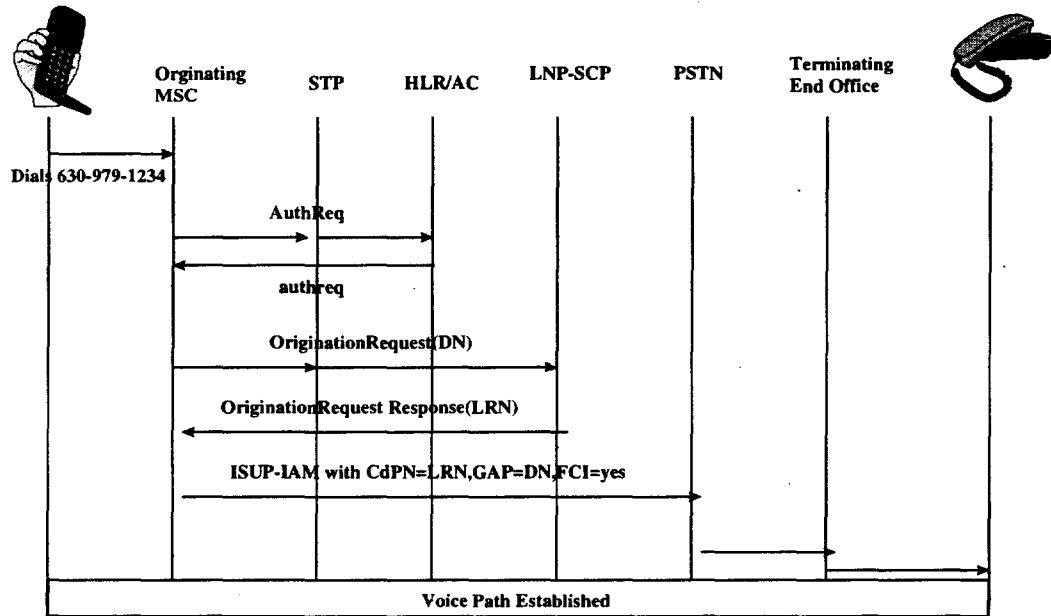 Orginating
MSC
STP
HLR/AC
LNP-SCP
PSTN
Terminating
End Office
Dials 630-979-1234
AuthReq
authreq
OriginationRequest(DN)
OriginationRequest Response(LRN)
ISUP-IAM with CdPN=LRN,GAP=DN,FCI=yes
Voice Path Established